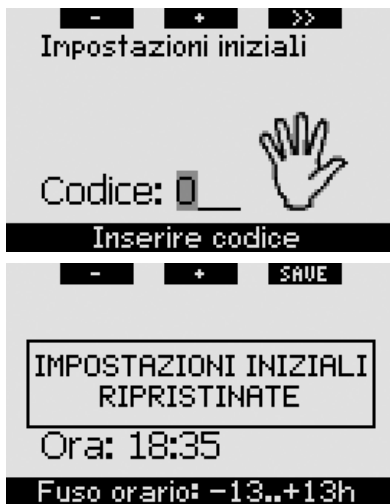 - + >>
Impostazioni iniziali
Codice: 0__
Inserire codice
- + SAVE
IMPOSTAZIONI INIZIALI
RIPRISTINATE
Ora: 18:35
Fuso orario: -13..+13h